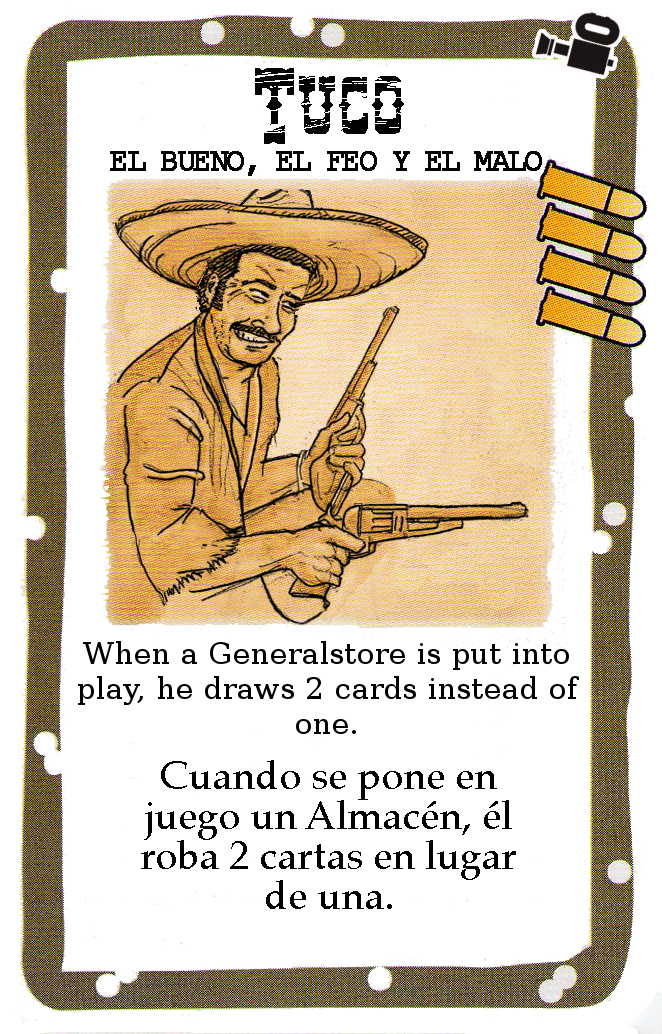 TUCO
EL BUENO, EL FEO Y EL MALO
When a Generalstore is put into
play, he draws 2 cards instead of
one.
Cuando se pone en
juego un Almacén, él
roba 2 cartas en lugar
de una.